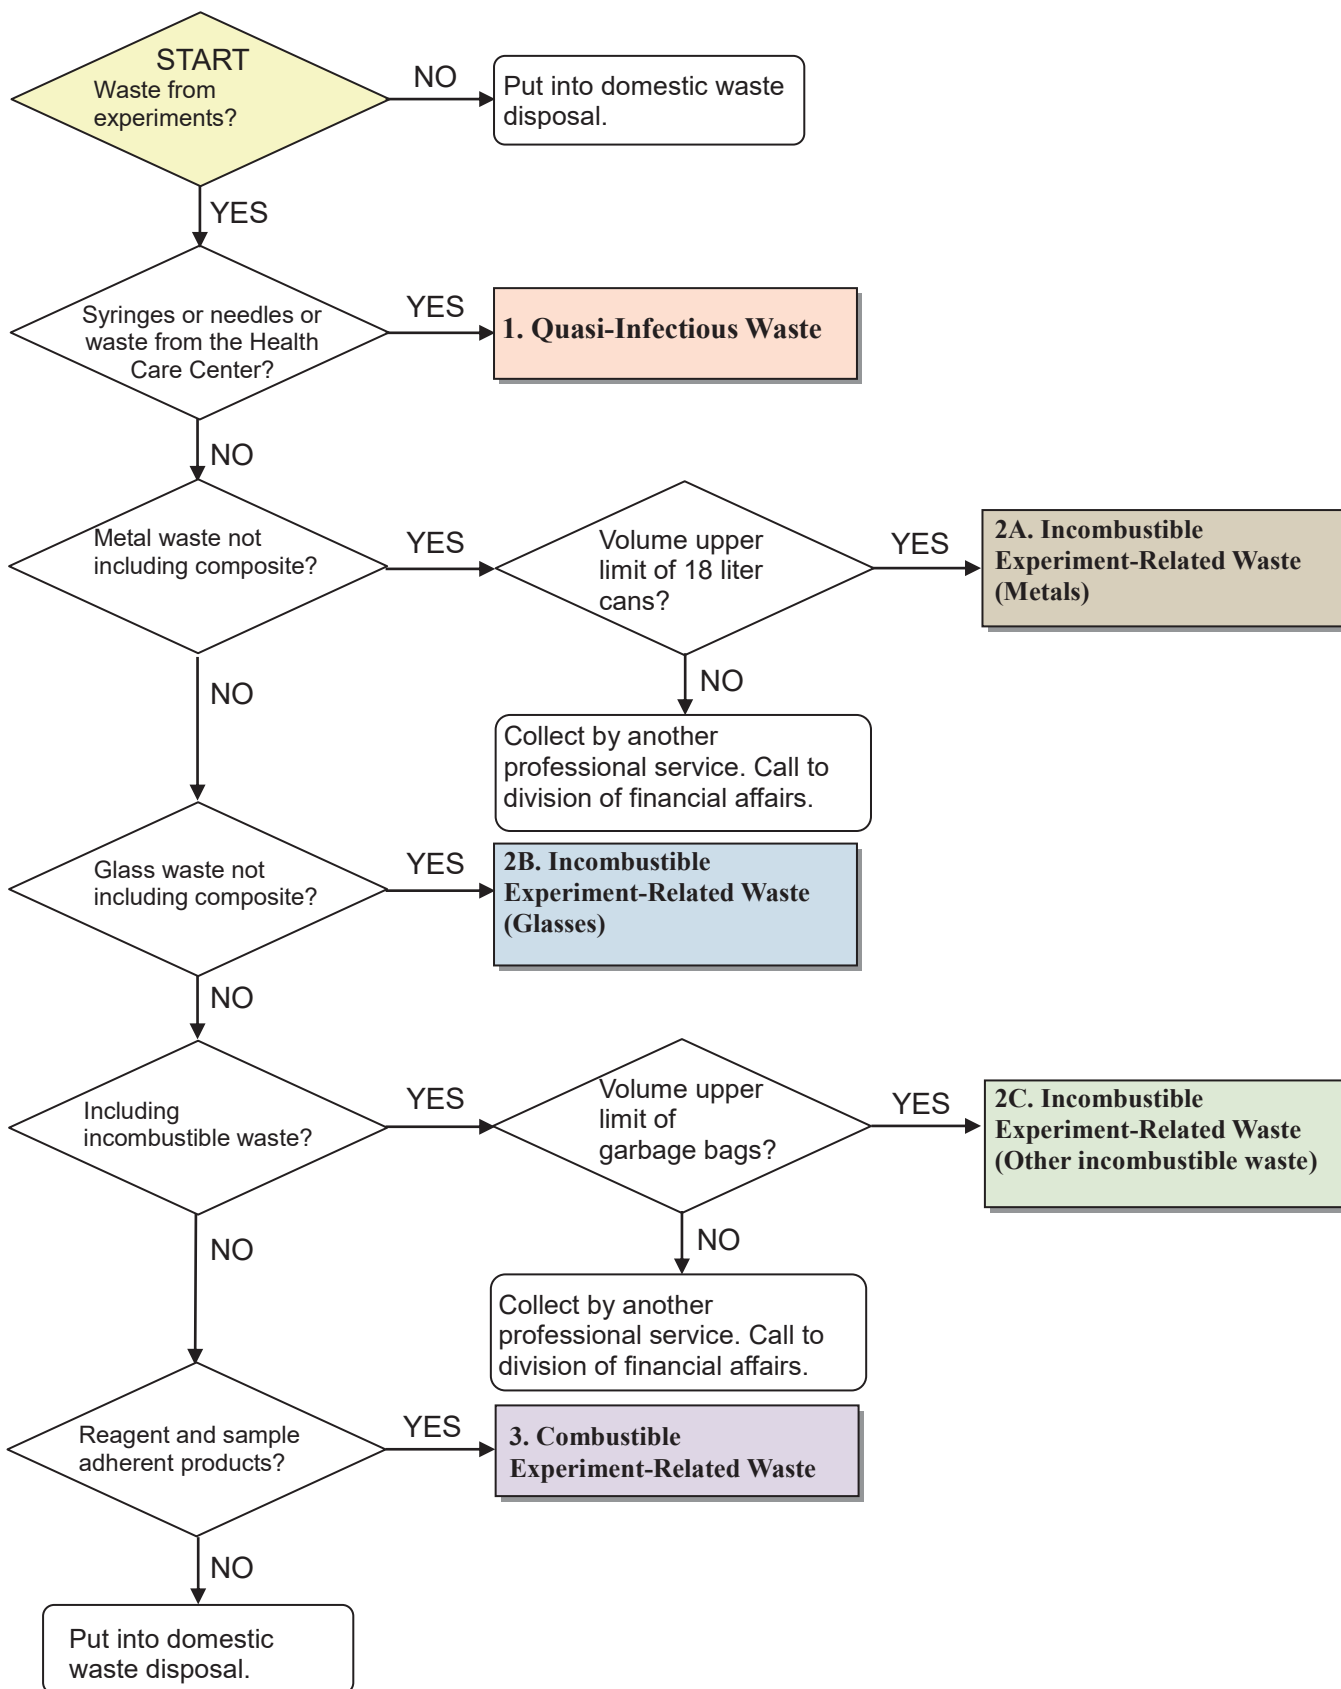 START
Waste from
experiments?
NO
Put into domestic waste
disposal.
YES
Syringes or needles or
waste from the Health
Care Center?
YES
1. Quasi-Infectious Waste
NO
Metal waste not
including composite?
YES
Volume upper
limit of 18 liter
cans?
YES
2A. Incombustible
Experiment-Related Waste
(Metals)
NO
NO
Collect by another
professional service. Call to
division of financial affairs.
Glass waste not
including composite?
YES
2B. Incombustible
Experiment-Related Waste
(Glasses)
NO
Including
incombustible waste?
YES
Volume upper
limit of
garbage bags?
YES
2C. Incombustible
Experiment-Related Waste
(Other incombustible waste)
NO
NO
Collect by another
professional service. Call to
division of financial affairs.
Reagent and sample
adherent products?
YES
3. Combustible
Experiment-Related Waste
NO
Put into domestic
waste disposal.